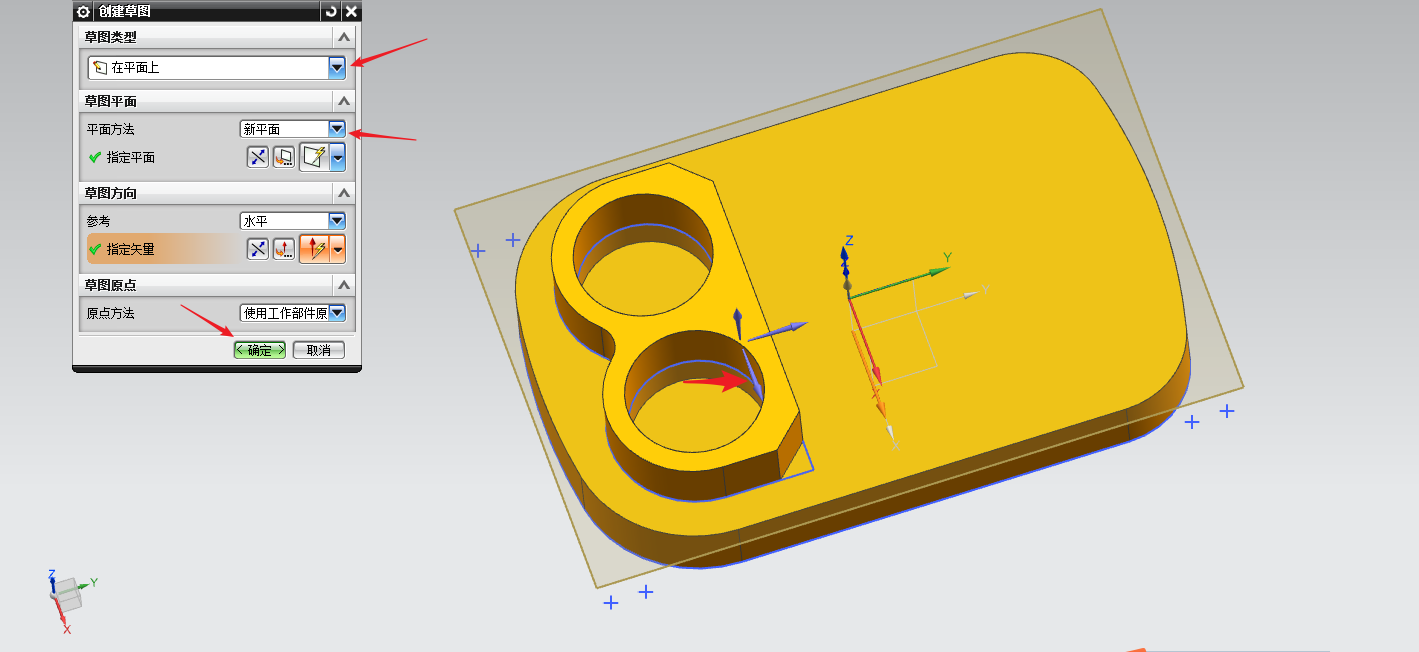 创建草图
草图类型
在平面上
草图平面
平面方法 新平面
指定平面
草图方向
参考 水平
指定矢量
草图原点
原点方法 使用工作部件原
<确定> 取消
Z
Y
X
Z
Y
X